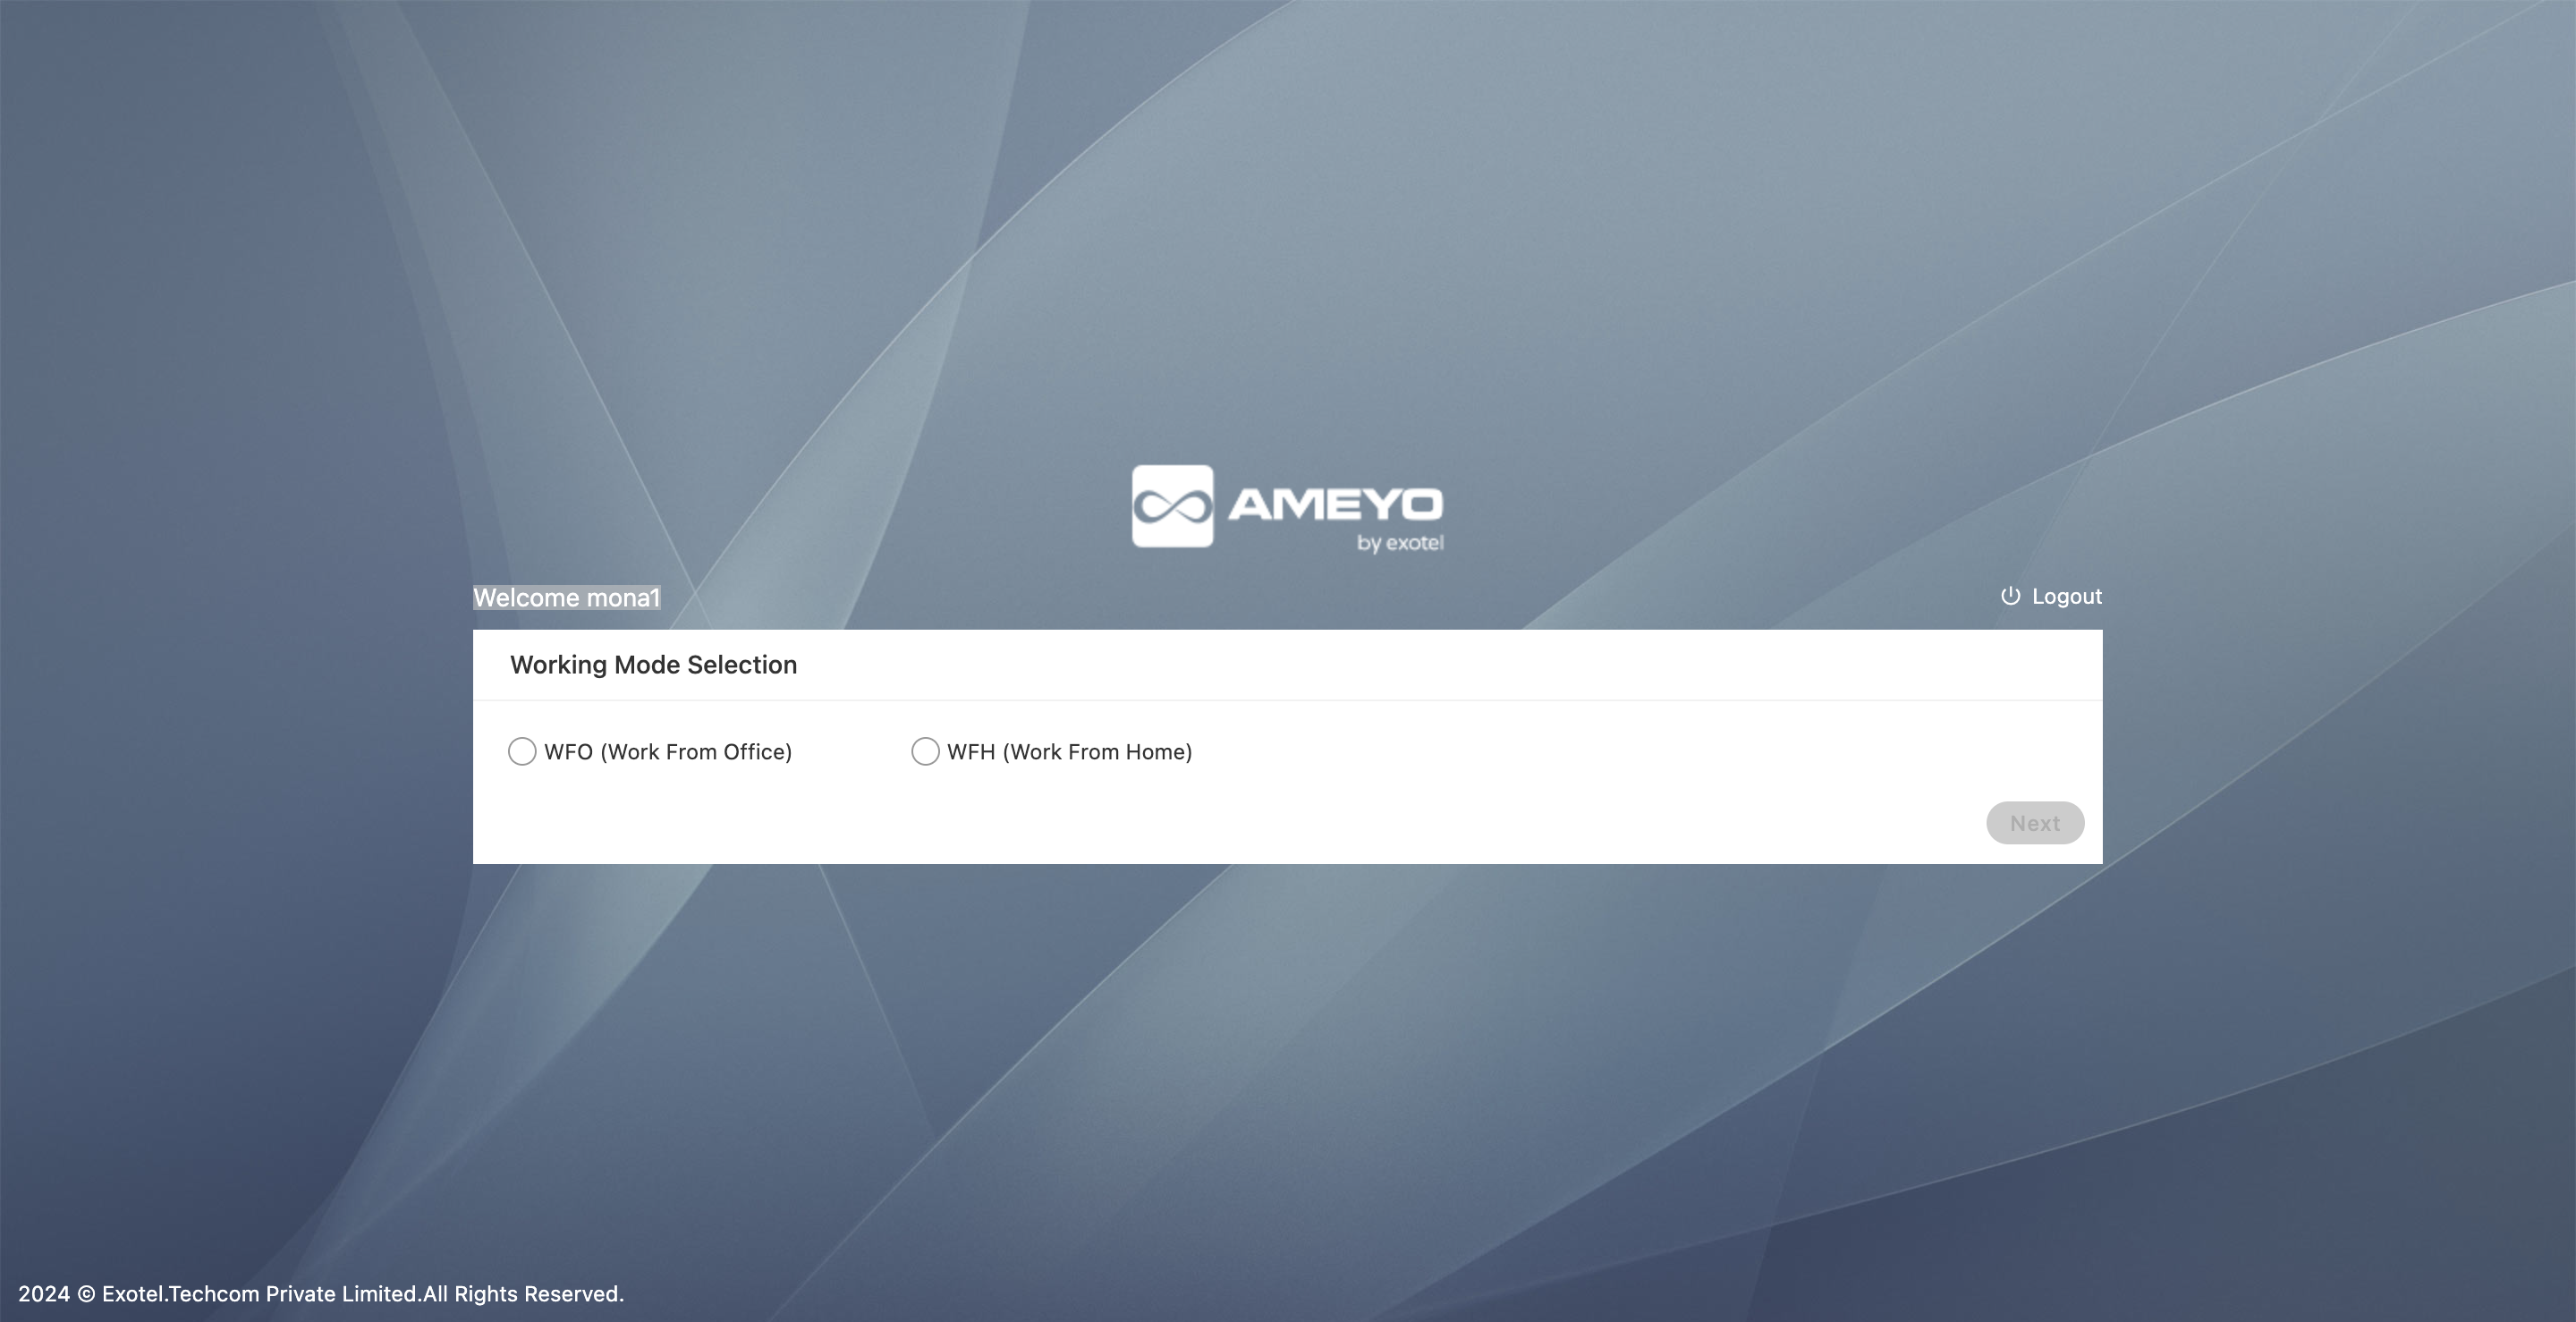 AMEYO
by exotel
Welcome mona1
Logout
Working Mode Selection
WFO (Work From Office)
WFH (Work From Home)
Next
2024 © Exotel.Techcom Private Limited.All Rights Reserved.